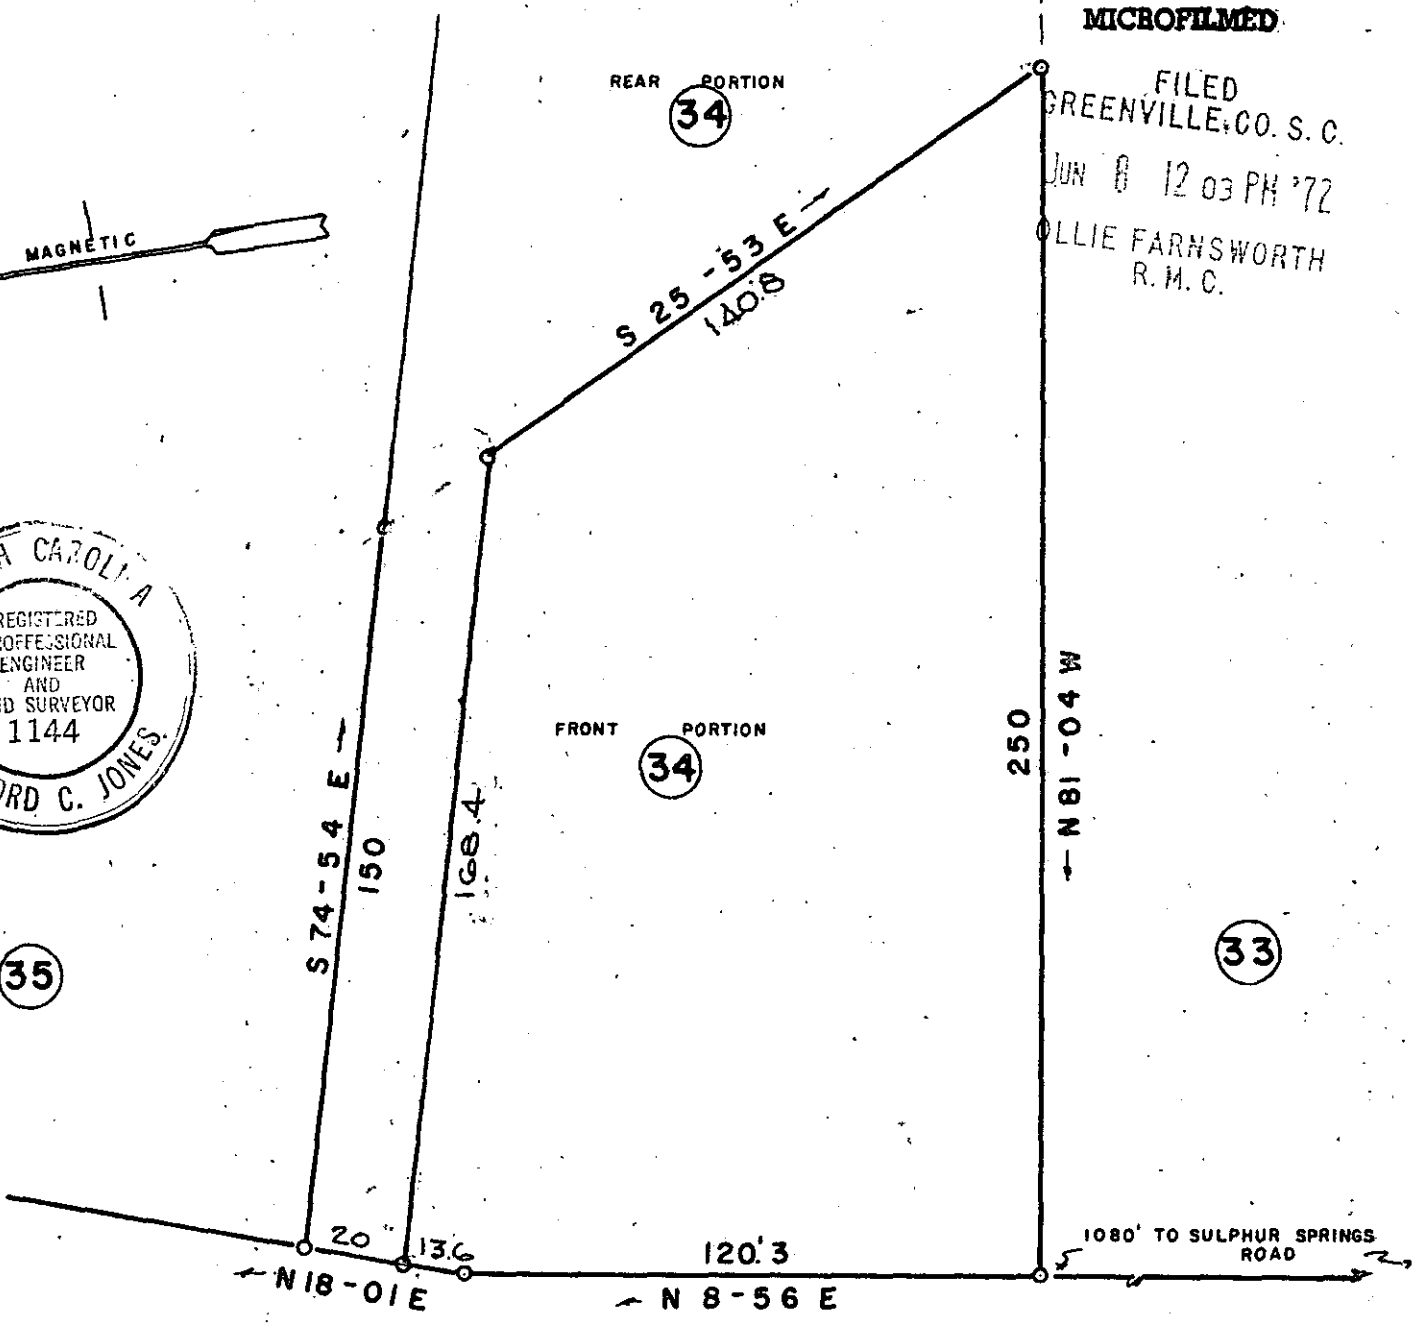 MICROFILMED
FILED
GREENVILLE, CO. S. C.
JUN 8 12 03 PM '72
OLLIE FARNSWORTH
R. M. C.
REAR PORTION
34
MAGNETIC
S 25 - 53 E
140.8
CAROLINA
REGISTERED
ENGINEER
AND
SURVEYOR
1144
C. JONES
S 74 - 54 E
150
168.4
FRONT PORTION
34
250
N 81 - 04 W
35
33
20
13.6
120.'3
N 18 - 01 E
N 8 - 56 E
1080' TO SULPHUR SPRINGS
ROAD